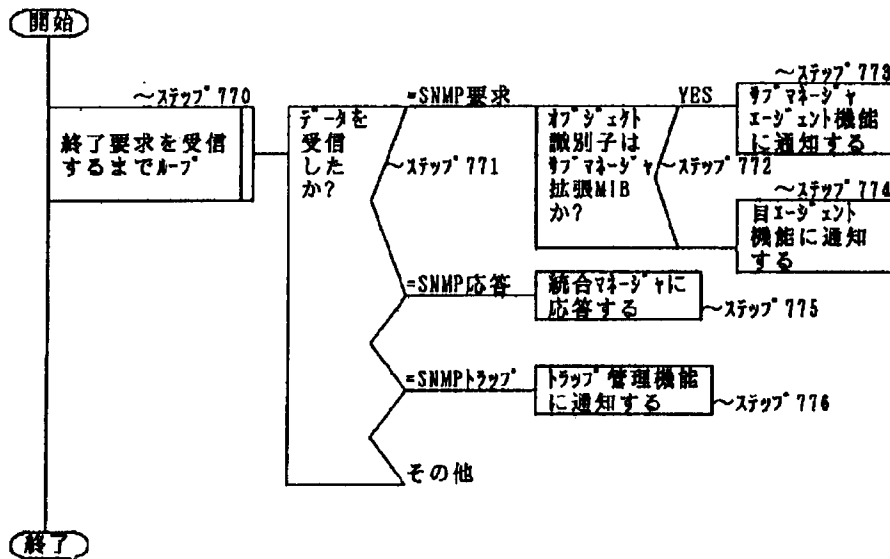 開始
～ステップ770
終了要求を受信
するまでループ
データを
受信
したか?
=SNMP要求
～ステップ771
オブジェクト
識別子は
サブマネージャ
拡張MIB
か?
YES
～ステップ772
～ステップ773
サブマネージャ
エージェント機能
に通知する
～ステップ774
目エージェント
機能に通知
する
=SNMP応答
統合マネージャに
応答する
～ステップ775
=SNMPトラップ
トラップ管理機能
に通知する
～ステップ776
その他
終了